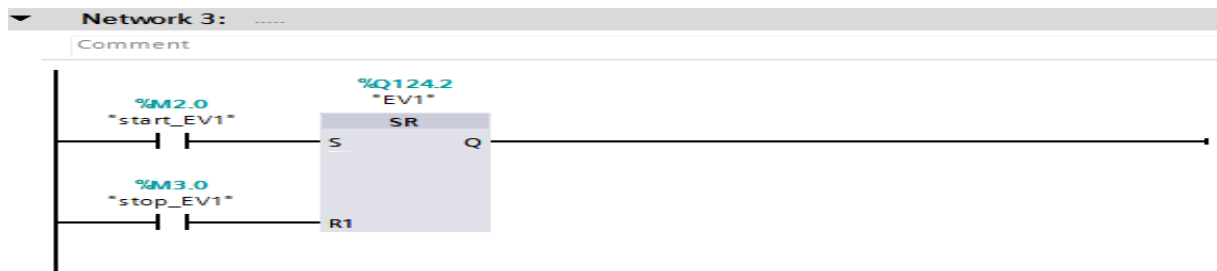 Network 3: .....
Comment
%Q124.2
"EV1"
%M2.0
"start_EV1"
SR
S Q
%M3.0
"stop_EV1"
R1